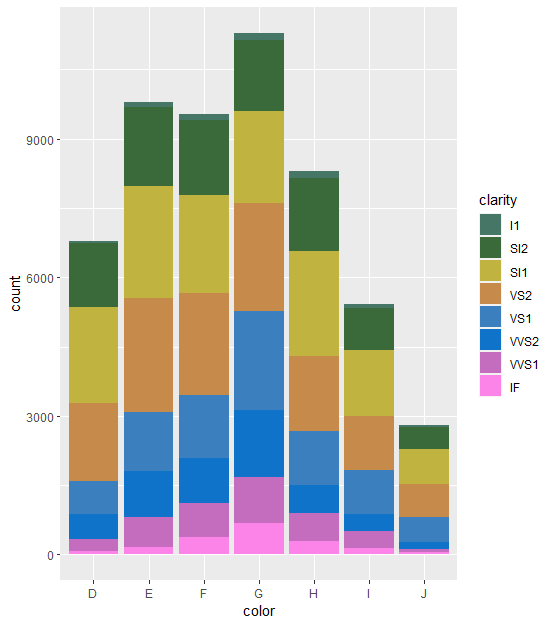 9000
6000
3000
0
count
D E F G H I J
color
clarity
I1
SI2
SI1
VS2
VS1
VVS2
VVS1
IF